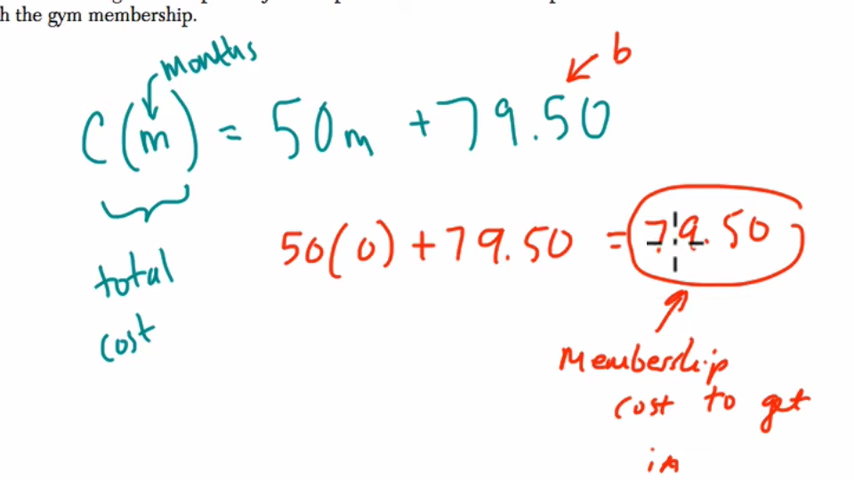 h the gym membership.
months
b
C(m) = 50m + 79.50
50(0) + 79.50 = 79.50
total
cost
Membership
cost to get
in